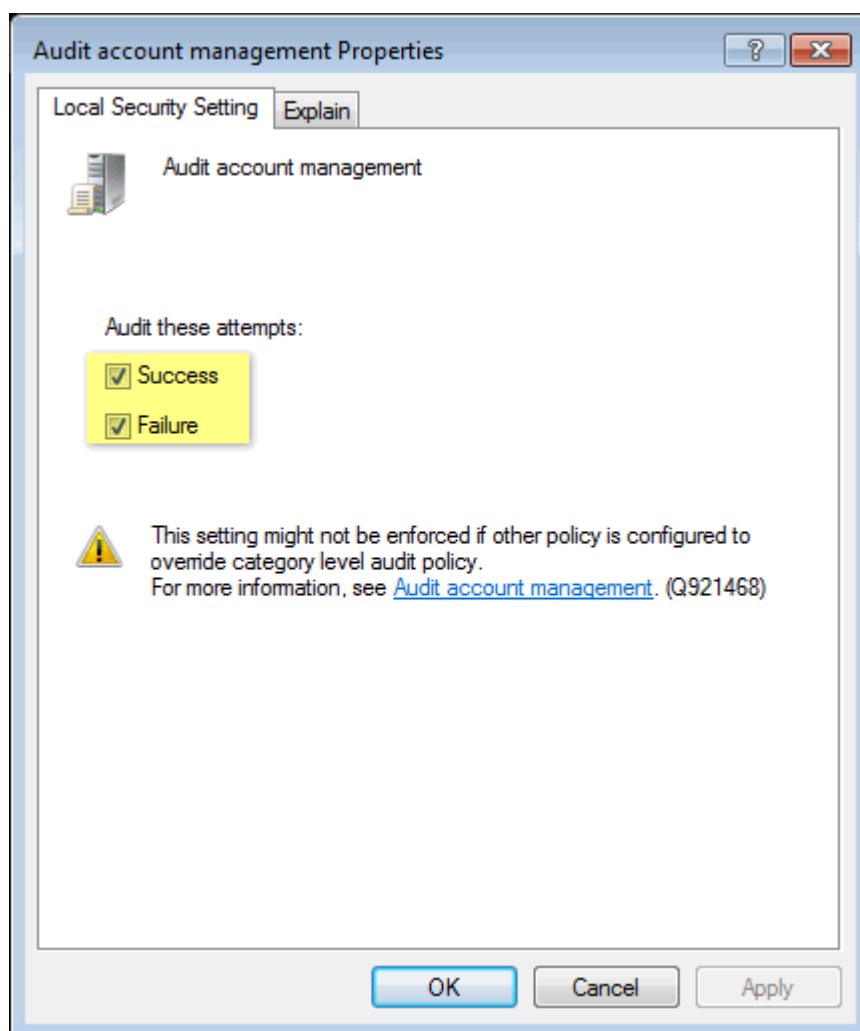 Audit account management Properties
Local Security Setting
Explain
Audit account management
Audit these attempts:
Success
Failure
This setting might not be enforced if other policy is configured to
override category level audit policy.
For more information, see Audit account management. (Q921468)
OK
Cancel
Apply